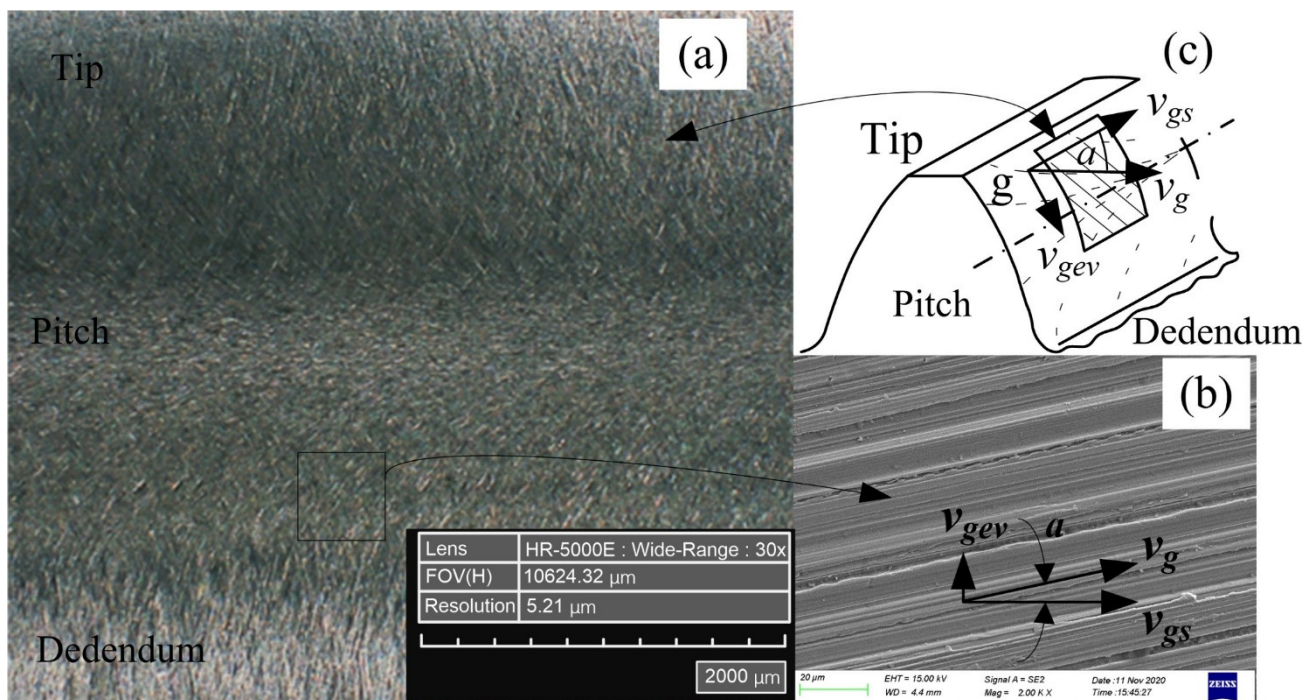 Tip
(a)
Pitch
Dedendum
Lens HR-5000E : Wide-Range : 30x
FOV(H) 10624.32 µm
Resolution 5.21 µm
2000 µm
(c)
Tip
v_gs
a
g
v_g
v_gev
Pitch
Dedendum
(b)
v_gev
a
v_g
v_gs
20 µm
EHT = 15.00 kV
Signal A = SE2
Date :11 Nov 2020
WD = 4.4 mm
Mag = 2.00 K X
Time :15:45:27
ZEISS